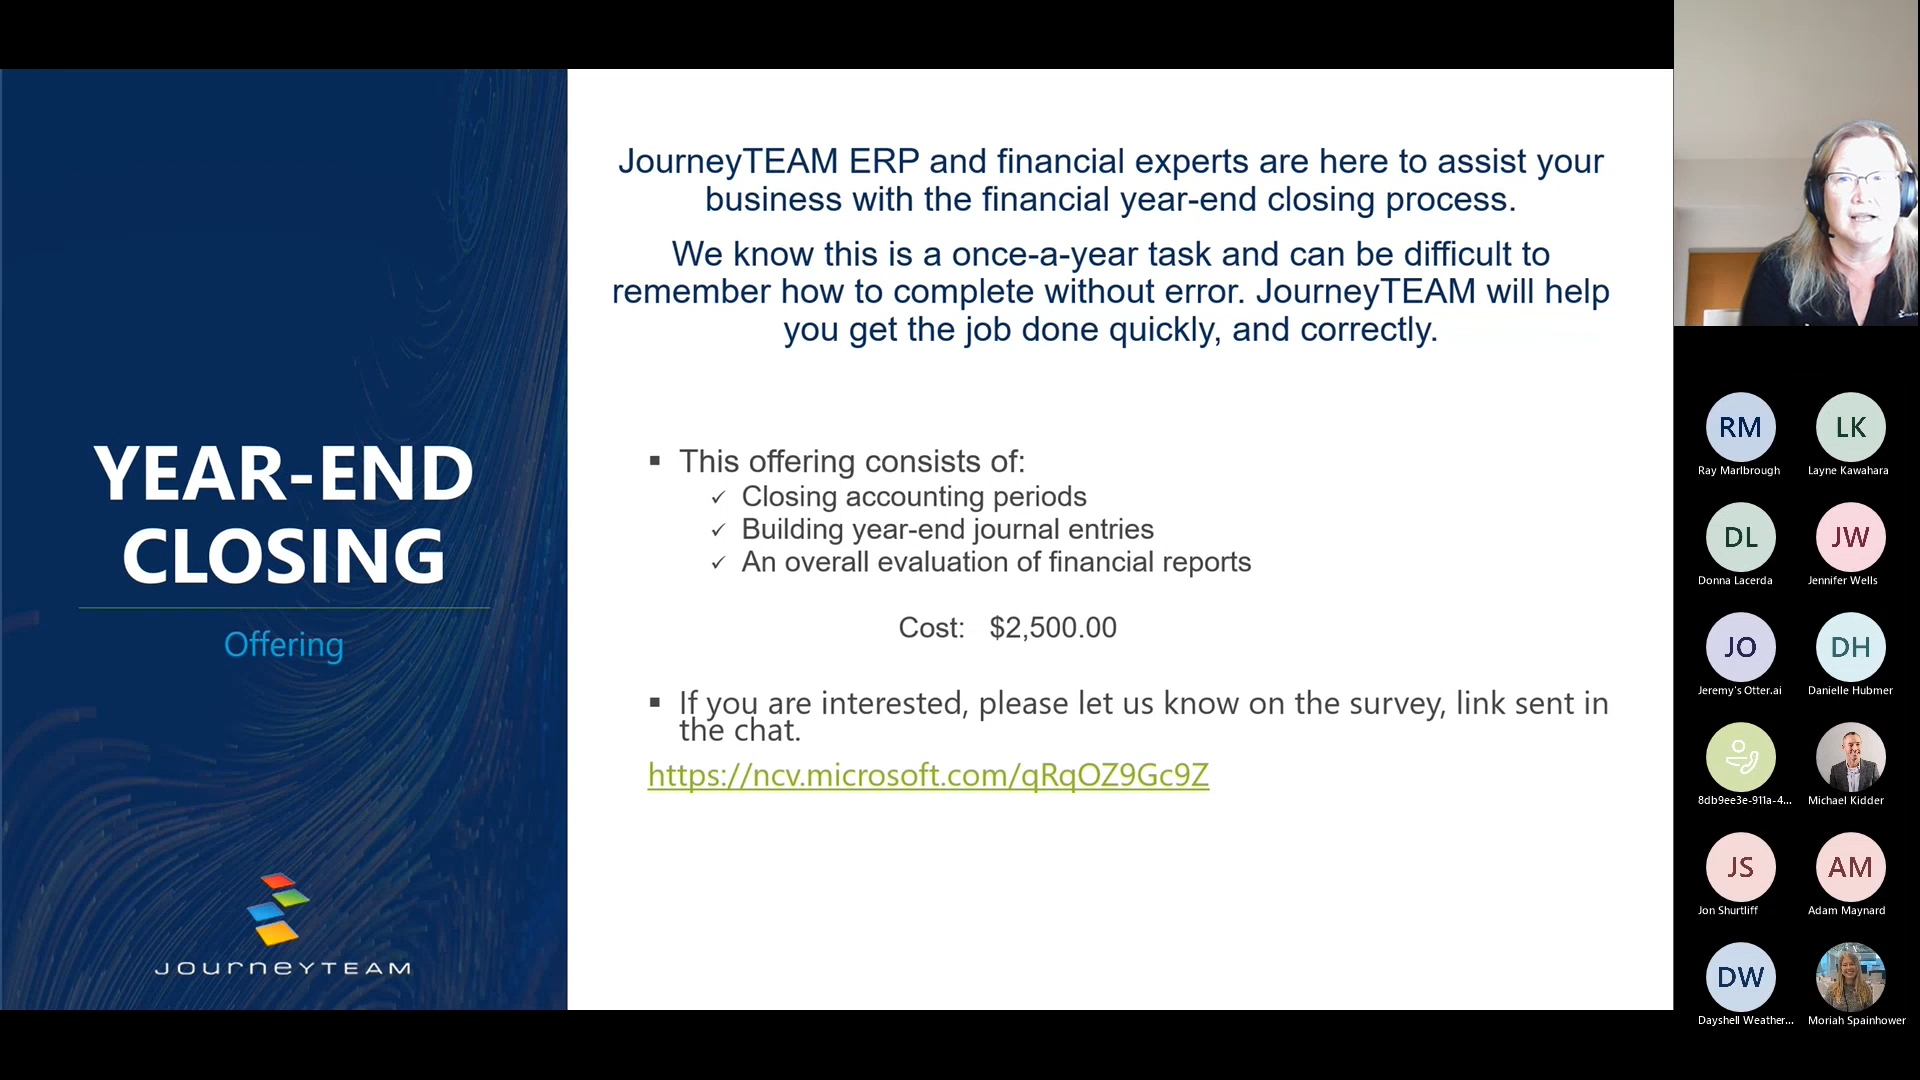 YEAR-END
CLOSING
Offering
JOURNEYTEAM
JourneyTEAM ERP and financial experts are here to assist your
business with the financial year-end closing process.
We know this is a once-a-year task and can be difficult to
remember how to complete without error. JourneyTEAM will help
you get the job done quickly, and correctly.
▪ This offering consists of:
✓ Closing accounting periods
✓ Building year-end journal entries
✓ An overall evaluation of financial reports
Cost: $2,500.00
▪ If you are interested, please let us know on the survey, link sent in
the chat.
https://ncv.microsoft.com/qRqOZ9Gc9Z
RM
Ray Marlbrough
LK
Layne Kawahara
DL
Donna Lacerda
JW
Jennifer Wells
JO
Jeremy's Otter.ai
DH
Danielle Hubmer
8db9ee3e-911a-4...
Michael Kidder
JS
Jon Shurtliff
AM
Adam Maynard
DW
Dayshell Weather...
Moriah Spainhower